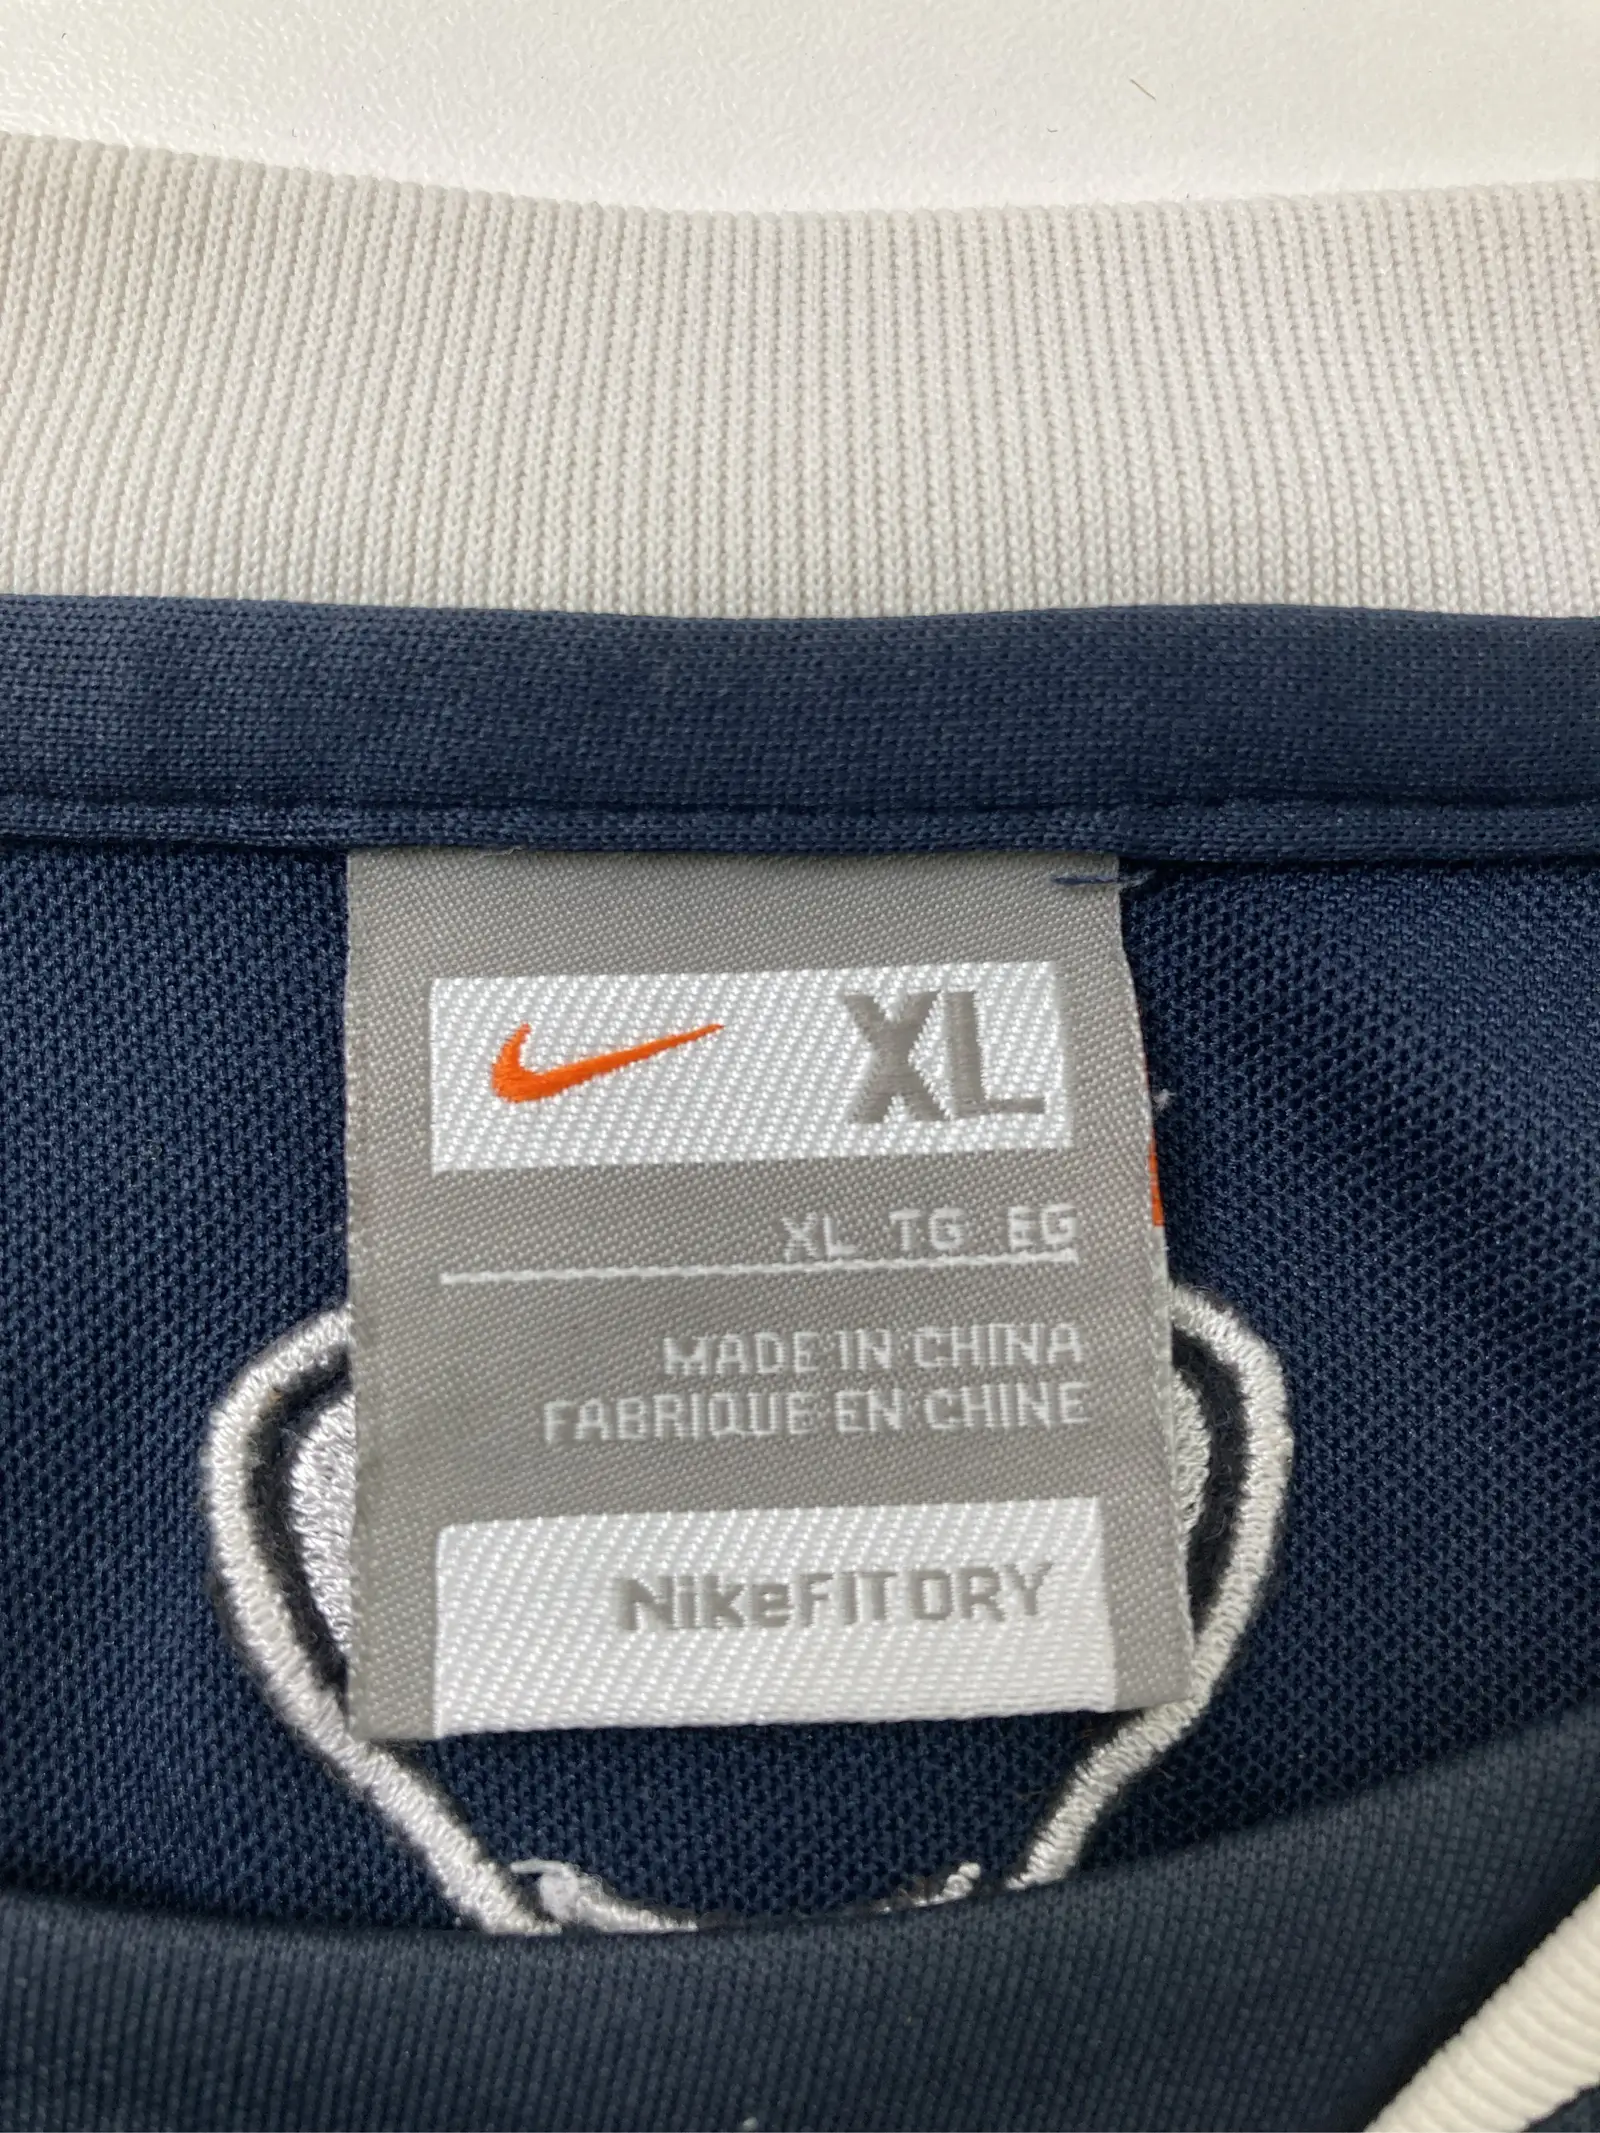 XL
XL TG EG
MADE IN CHINA
FABRIQUE EN CHINE
NikeFIT DRY